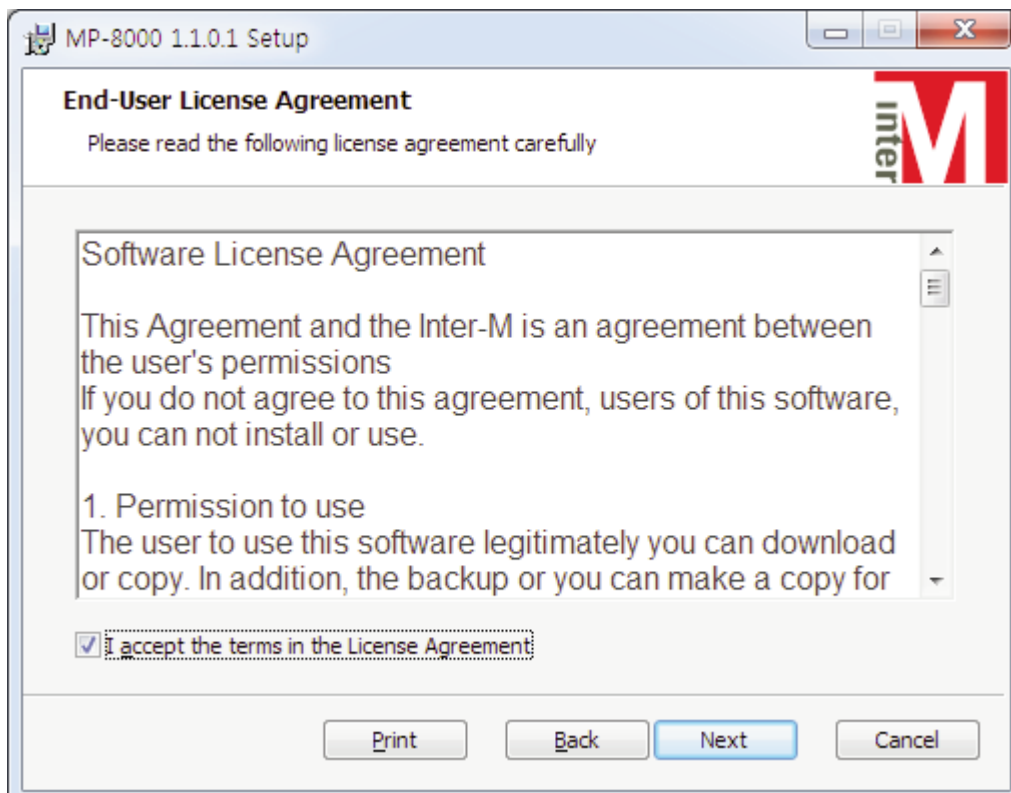 MP-8000 1.1.0.1 Setup
End-User License Agreement
Please read the following license agreement carefully
inter M
Software License Agreement
This Agreement and the Inter-M is an agreement between
the user's permissions
If you do not agree to this agreement, users of this software,
you can not install or use.
1. Permission to use
The user to use this software legitimately you can download
or copy. In addition, the backup or you can make a copy for
I accept the terms in the License Agreement
Print
Back
Next
Cancel